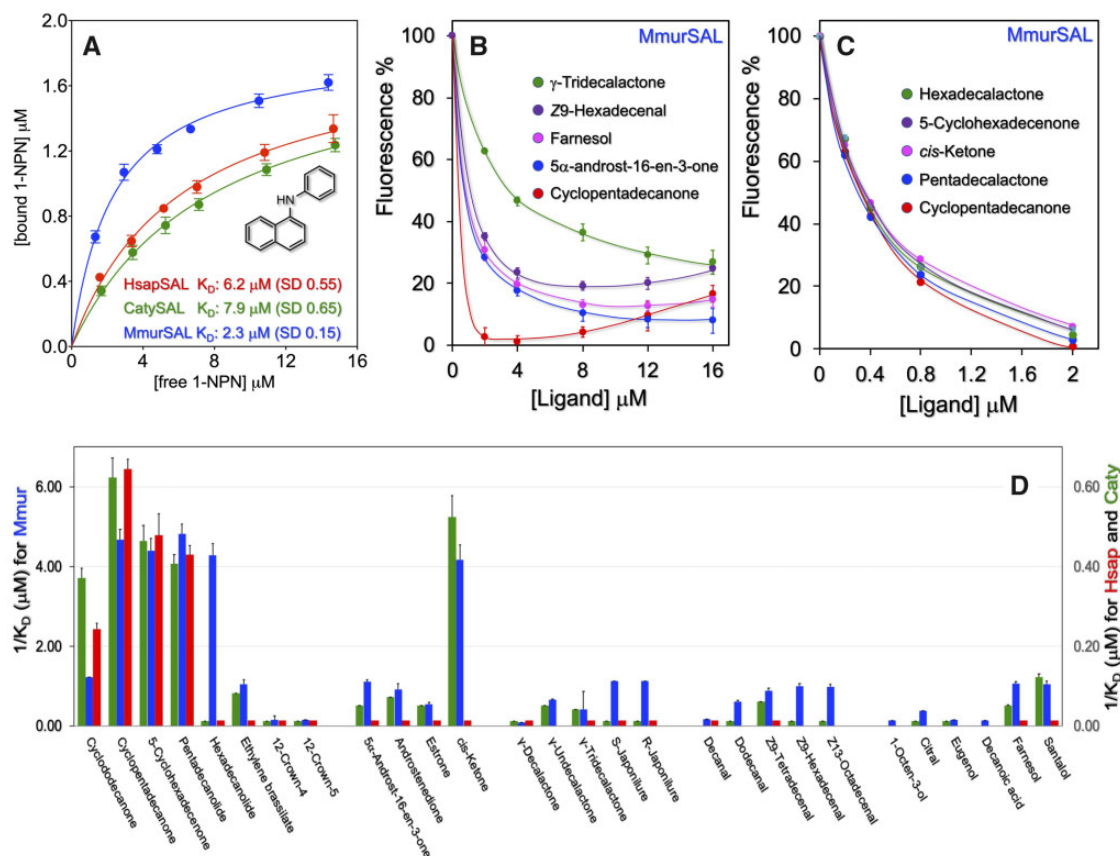 A
[bound 1-NPN] μM
2.0
1.6
1.2
0.8
0.4
0.0
0
4
8
12
16
[free 1-NPN] μM
HN
HsapSAL KD: 6.2 μM (SD 0.55)
CatySAL KD: 7.9 μM (SD 0.65)
MmurSAL KD: 2.3 μM (SD 0.15)
B
MmurSAL
Fluorescence %
100
80
60
40
20
0
γ-Tridecalactone
Z9-Hexadecenal
Farnesol
5α-androst-16-en-3-one
Cyclopentadecanone
0
4
8
12
16
[Ligand] μM
C
MmurSAL
Fluorescence %
100
80
60
40
20
0
Hexadecalactone
5-Cyclohexadecenone
cis-Ketone
Pentadecalactone
Cyclopentadecanone
0
0.4
0.8
1.2
1.6
2
[Ligand] μM
D
1/KD (μM) for Mmur
6.00
4.00
2.00
0.00
1/KD (μM) for Hsap and Caty
0.60
0.40
0.20
0.00
Cyclododecanone
Cyclopentadecanone
5-Cyclohexadecenone
Pentadecanolide
Hexadecanolide
Ethylene brassilate
12-Crown-4
12-Crown-5
5α-Androst-16-en-3-one
Androstenedione
Estrone
cis-Ketone
γ-Decalactone
γ-Undecalactone
γ-Tridecalactone
S-Japonilure
R-Japonilure
Decanal
Dodecanal
Z9-Tetradecenal
Z9-Hexadecenal
Z13-Octadecenal
1-Octen-3-ol
Citral
Eugenol
Decanoic acid
Farnesol
Santalol